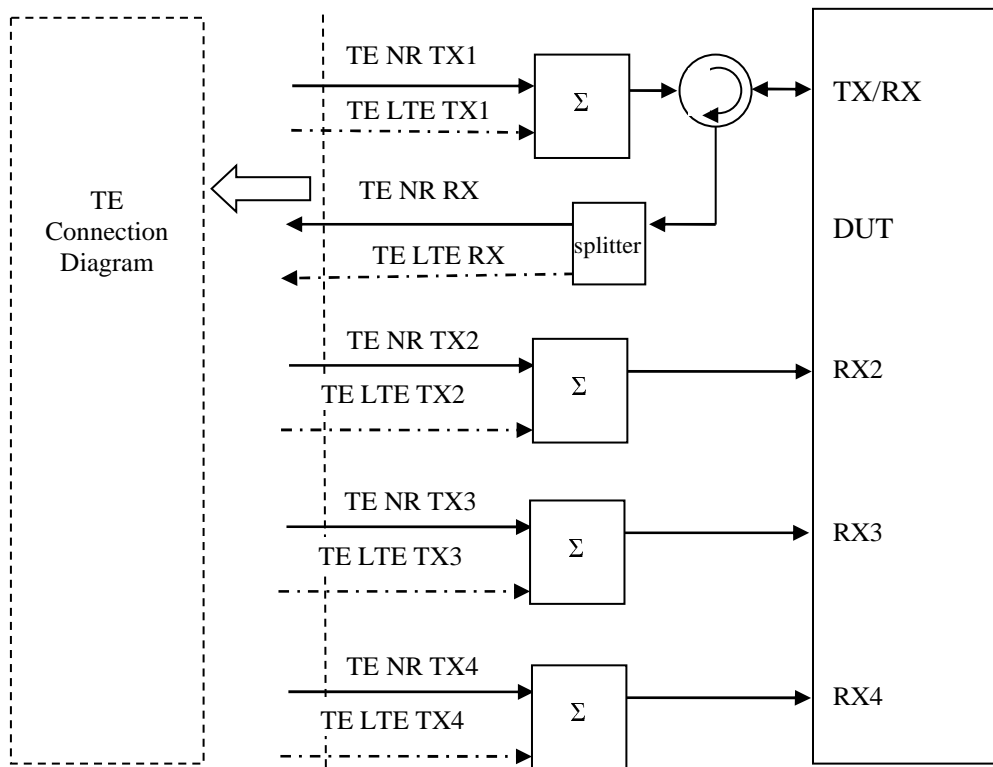 TE NR TX1
Σ
TX/RX
TE LTE TX1
TE
Connection
Diagram
TE NR RX
splitter
DUT
TE LTE RX
TE NR TX2
Σ
RX2
TE LTE TX2
TE NR TX3
Σ
RX3
TE LTE TX3
TE NR TX4
Σ
RX4
TE LTE TX4